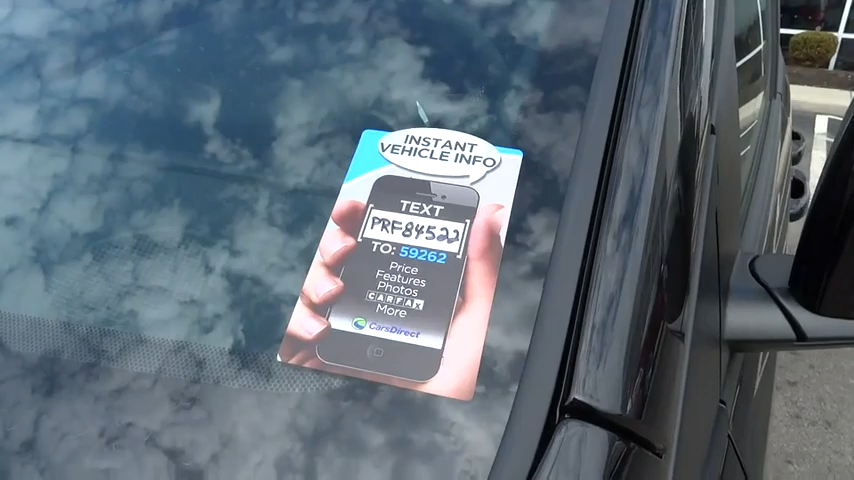 INSTANT
VEHICLE INFO
TEXT
PRF84522
TO: 59262
Price
Features
Photos
CARFAX
More
CarsDirect